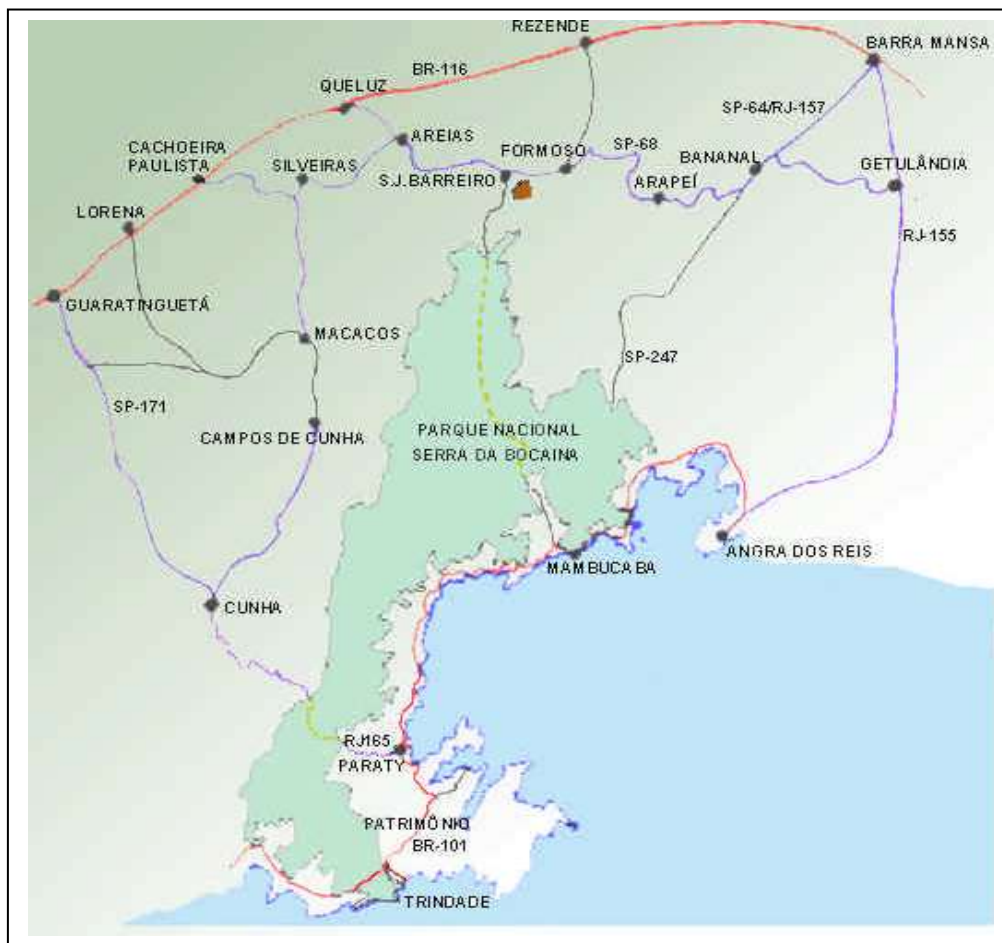 REZENDE
BARRA MANSA
BR-116
QUELUZ
SP-64/RJ-157
AREIAS
CACHOEIRA
PAULISTA
SILVEIRAS
FORMOSO
SP-68
BANANAL
GETULÂNDIA
S.J.BARREIRO
ARAPEÍ
LORENA
RJ-155
GUARATINGUETÁ
MACACOS
SP-247
SP-171
CAMPOS DE CUNHA
PARQUE NACIONAL
SERRA DA BOCAINA
ANGRA DOS REIS
MAMBUCABA
CUNHA
RJ165
PARATY
PATRIMÔNIO
BR-101
TRINDADE